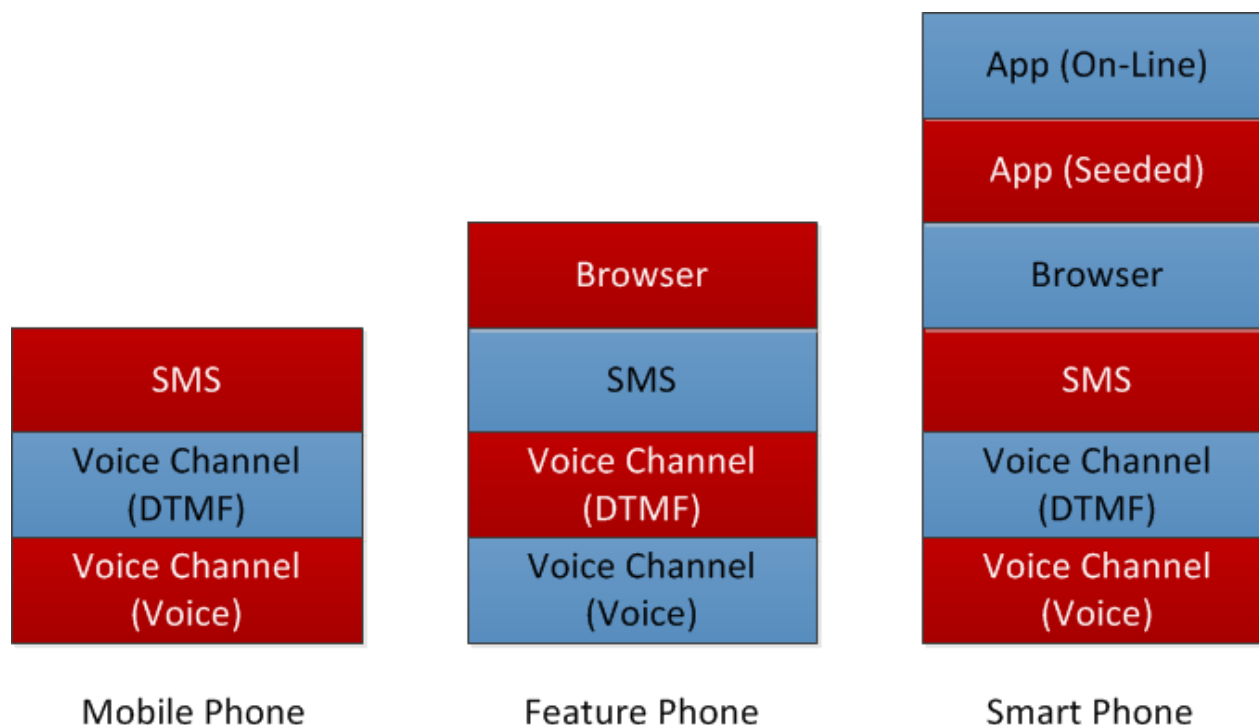 SMS
Voice Channel
(DTMF)
Voice Channel
(Voice)
Mobile Phone
Browser
SMS
Voice Channel
(DTMF)
Voice Channel
(Voice)
Feature Phone
App (On-Line)
App (Seeded)
Browser
SMS
Voice Channel
(DTMF)
Voice Channel
(Voice)
Smart Phone